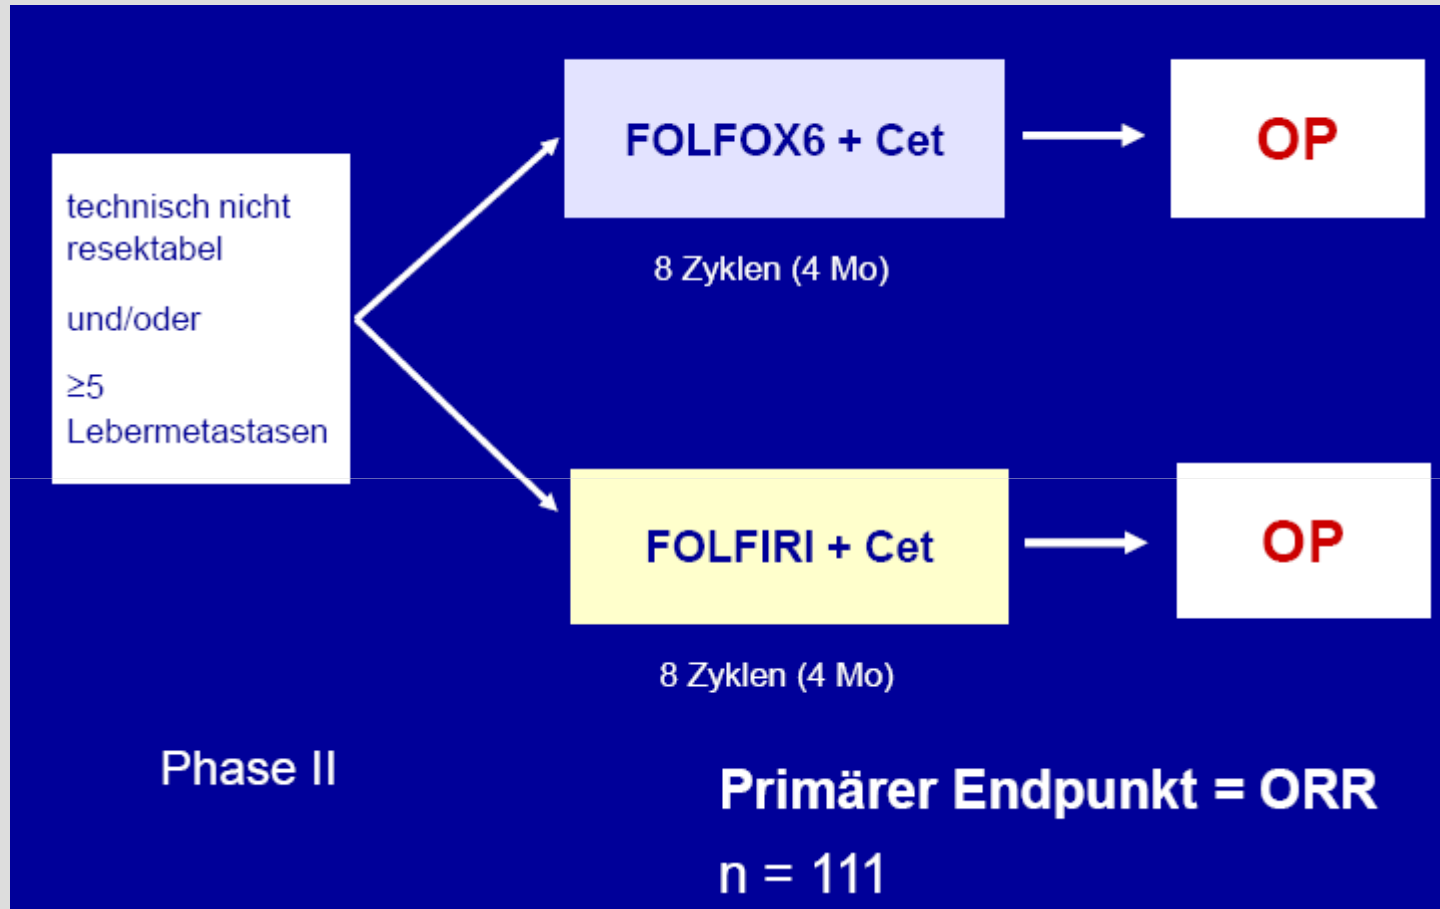 technisch nicht
resektabel
und/oder
≥5
Lebermetastasen
FOLFOX6 + Cet
8 Zyklen (4 Mo)
OP
FOLFIRI + Cet
8 Zyklen (4 Mo)
OP
Phase II
Primärer Endpunkt = ORR
n = 111